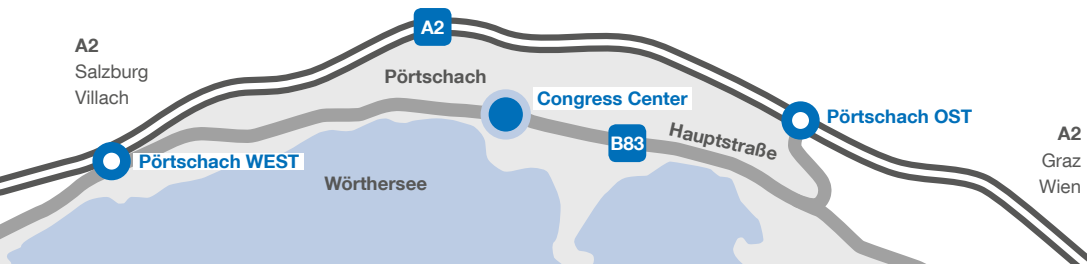 A2
A2
Salzburg
Villach
Pörtschach
Congress Center
Pörtschach OST
B83
Hauptstraße
A2
Graz
Wien
Pörtschach WEST
Wörthersee